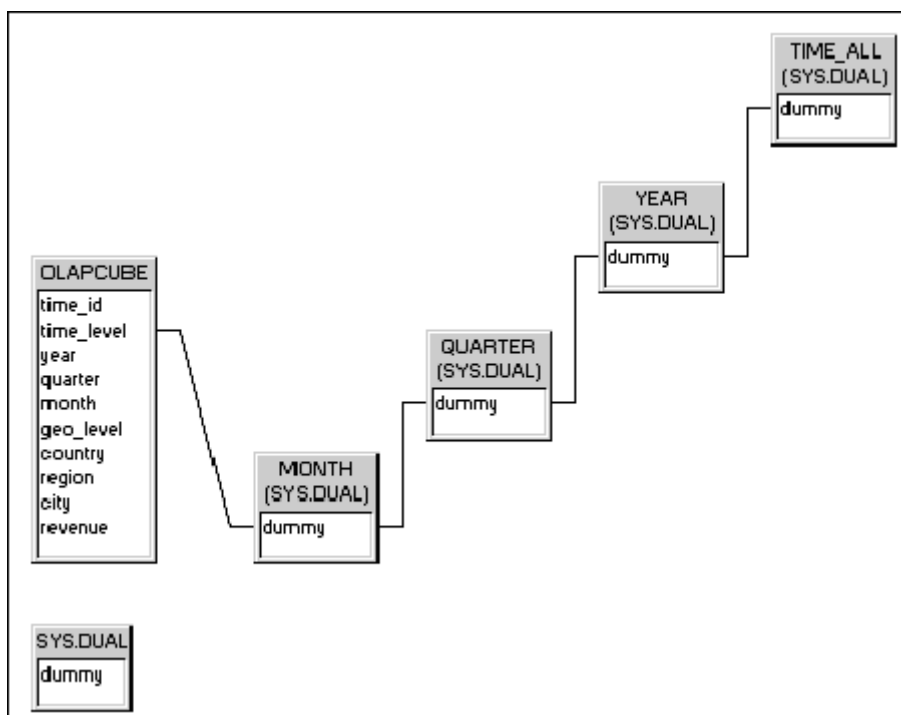 TIME_ALL
(SYS.DUAL)
dummy
YEAR
(SYS.DUAL)
dummy
OLAPCUBE
time_id
time_level
year
quarter
month
geo_level
country
region
city
revenue
QUARTER
(SYS.DUAL)
dummy
MONTH
(SYS.DUAL)
dummy
SYS.DUAL
dummy